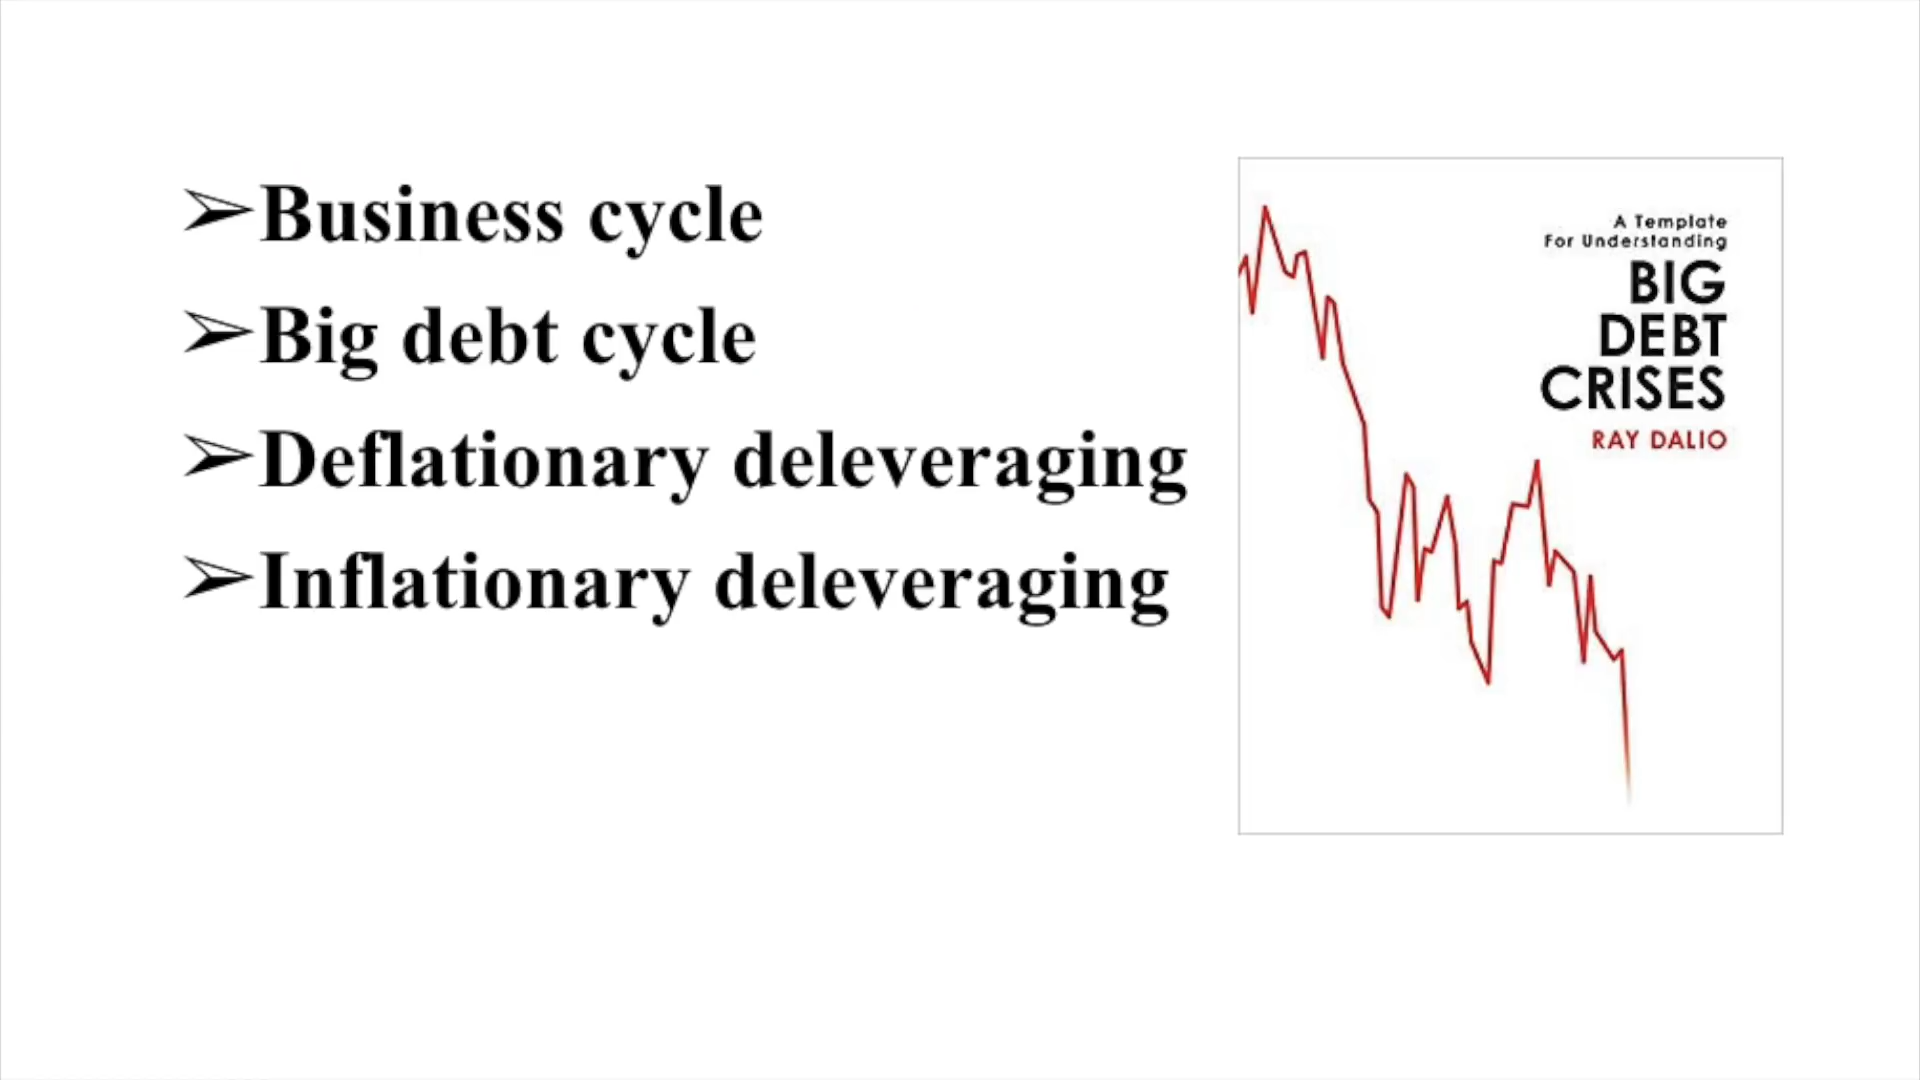 ➢Business cycle
➢Big debt cycle
➢Deflationary deleveraging
➢Inflationary deleveraging
A Template
For Understanding
BIG
DEBT
CRISES
RAY DALIO